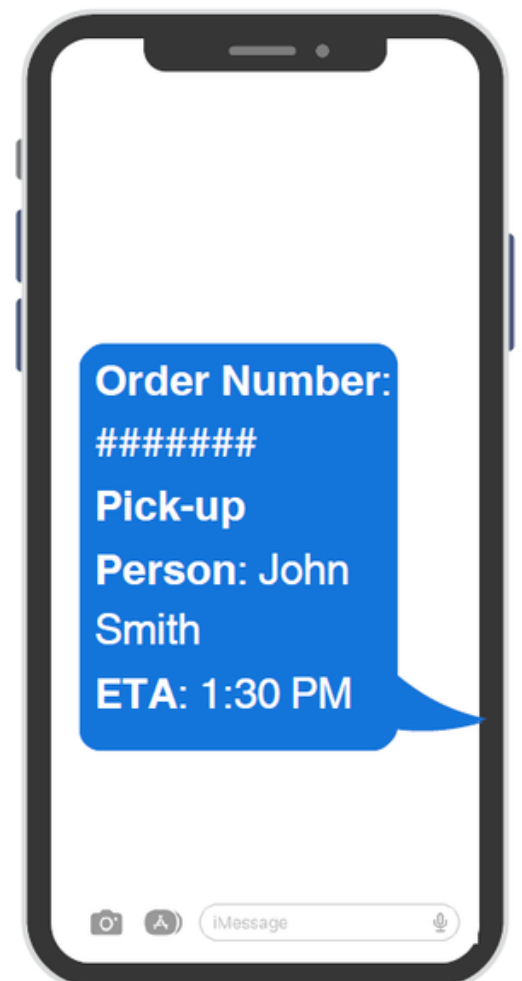 Order Number:
#######
Pick-up
Person: John
Smith
ETA: 1:30 PM
iMessage